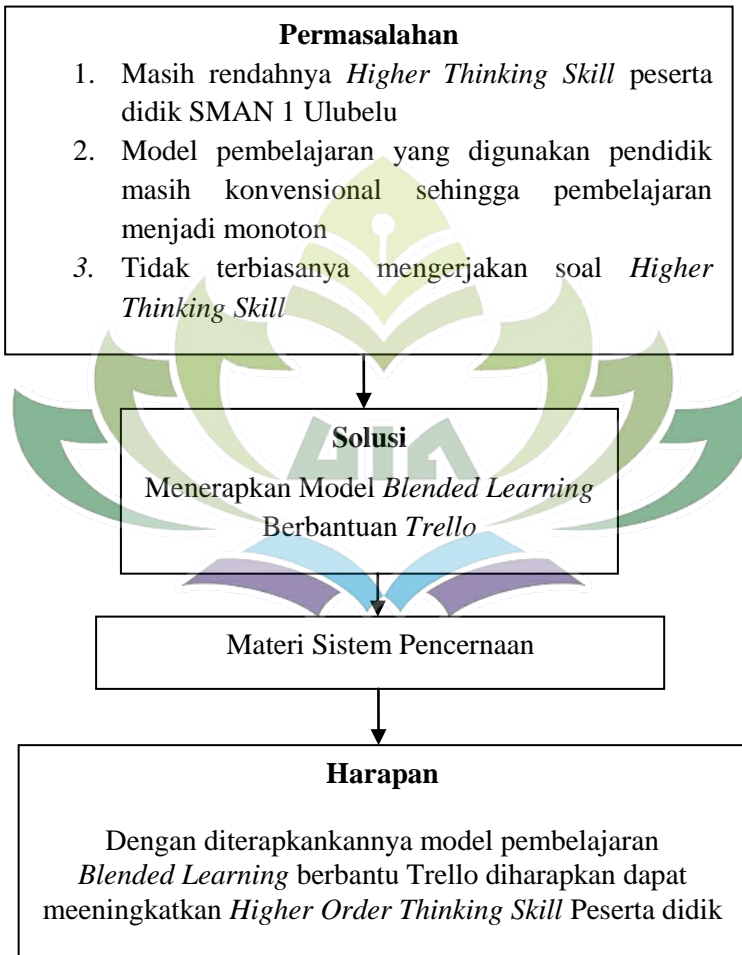 Permasalahan
1. Masih rendahnya Higher Thinking Skill peserta
didik SMAN 1 Ulubelu
2. Model pembelajaran yang digunakan pendidik
masih konvensional sehingga pembelajaran
menjadi monoton
3. Tidak terbiasanya mengerjakan soal Higher
Thinking Skill
Solusi
UIN
Menerapkan Model Blended Learning
Berbantuan Trello
Materi Sistem Pencernaan
Harapan
Dengan diterapkankannya model pembelajaran
Blended Learning berbantu Trello diharapkan dapat
meeningkatkan Higher Order Thinking Skill Peserta didik